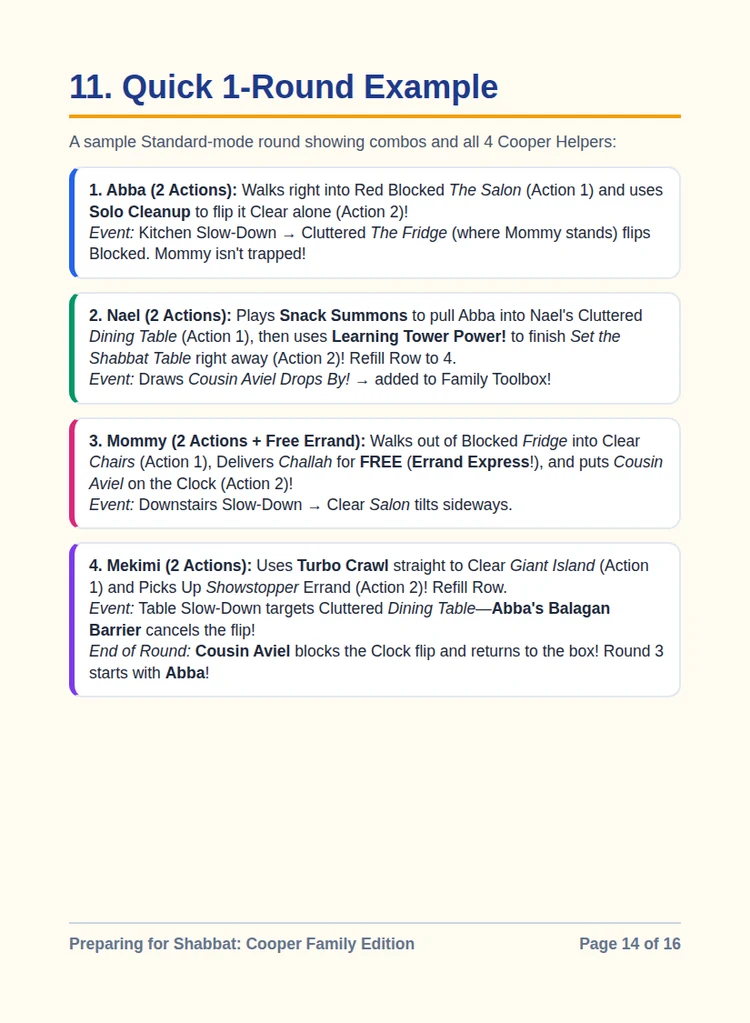 11. Quick 1-Round Example
A sample Standard-mode round showing combos and all 4 Cooper Helpers:
1. Abba (2 Actions): Walks right into Red Blocked The Salon (Action 1) and uses
Solo Cleanup to flip it Clear alone (Action 2)!
Event: Kitchen Slow-Down → Cluttered The Fridge (where Mommy stands) flips
Blocked. Mommy isn't trapped!
2. Nael (2 Actions): Plays Snack Summons to pull Abba into Nael's Cluttered
Dining Table (Action 1), then uses Learning Tower Power! to finish Set the
Shabbat Table right away (Action 2)! Refill Row to 4.
Event: Draws Cousin Aviel Drops By! → added to Family Toolbox!
3. Mommy (2 Actions + Free Errand): Walks out of Blocked Fridge into Clear
Chairs (Action 1), Delivers Challah for FREE (Errand Express!), and puts Cousin
Aviel on the Clock (Action 2)!
Event: Downstairs Slow-Down → Clear Salon tilts sideways.
4. Mekimi (2 Actions): Uses Turbo Crawl straight to Clear Giant Island (Action
1) and Picks Up Showstopper Errand (Action 2)! Refill Row.
Event: Table Slow-Down targets Cluttered Dining Table—Abba's Balagan
Barrier cancels the flip!
End of Round: Cousin Aviel blocks the Clock flip and returns to the box! Round 3
starts with Abba!
Preparing for Shabbat: Cooper Family Edition
Page 14 of 16